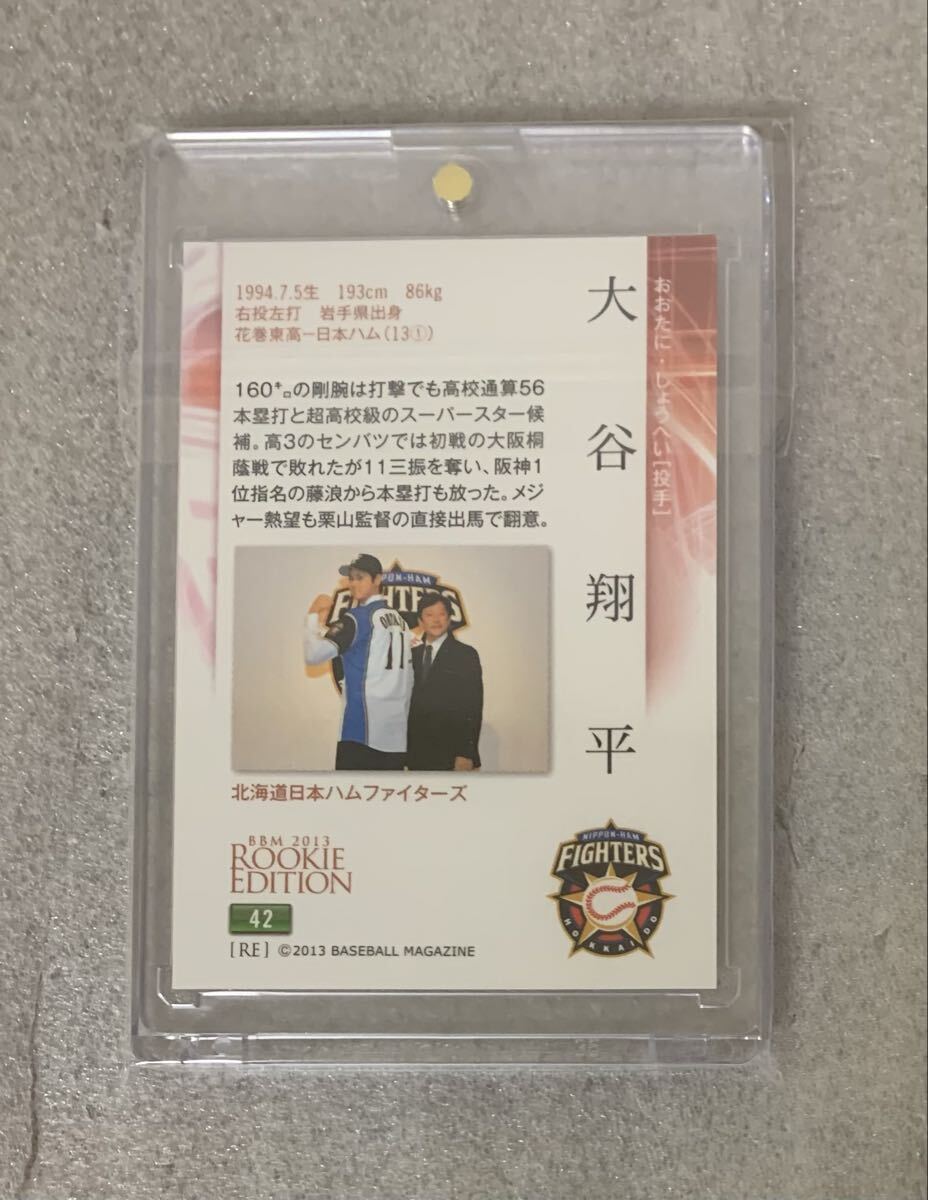 1994.7.5生 193cm 86kg
右投左打 岩手県出身
花巻東高ー日本ハム(13①)
160㌔の剛腕は打撃でも高校通算56
本塁打と超高校級のスーパースター候
補。高3のセンバツでは初戦の大阪桐
蔭戦で敗れたが11三振を奪い、阪神1
位指名の藤浪から本塁打も放った。メジ
ャー熱望も栗山監督の直接出馬で翻意。
大谷翔平
おおたに・しょうへい[投手]
11
北海道日本ハムファイターズ
BBM 2013
ROOKIE
EDITION
42
[RE] ©2013 BASEBALL MAGAZINE
NIPPON-HAM
FIGHTERS
HOKKAIDO